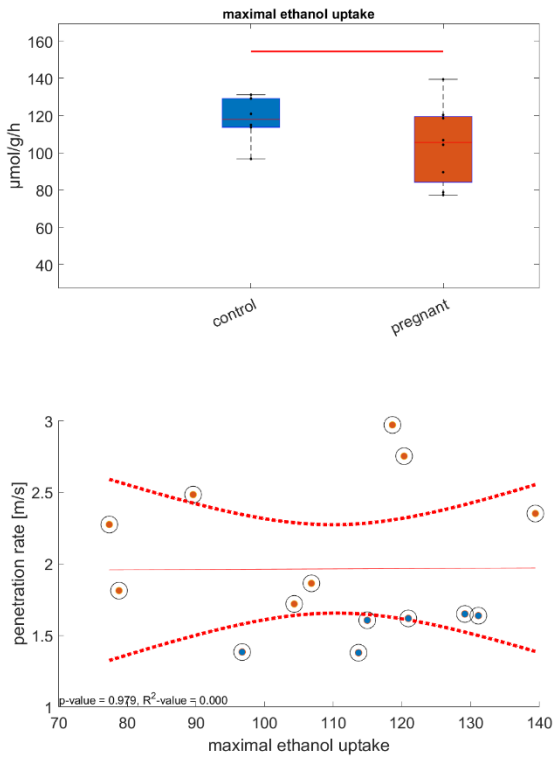 maximal ethanol uptake
160
140
120
100
80
60
40
µmol/g/h
control
pregnant
3
2.5
2
1.5
1
penetration rate [m/s]
p-value = 0.979, R²-value = 0.000
70 80 90 100 110 120 130 140
maximal ethanol uptake